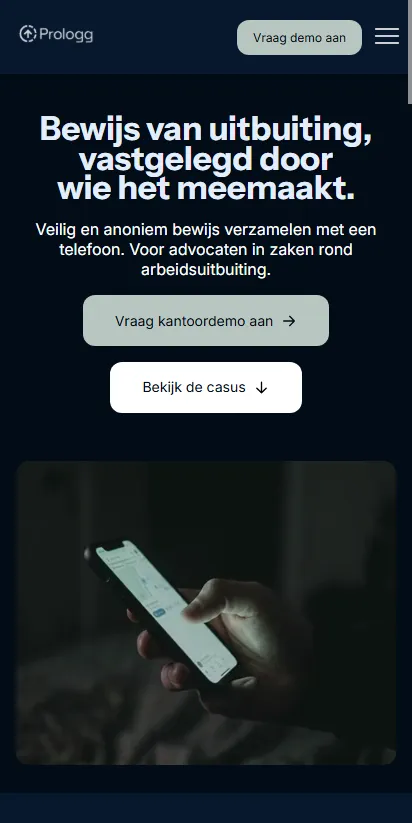 Prologg
Vraag demo aan
Bewijs van uitbuiting,
vastgelegd door
wie het meemaakt.
Veilig en anoniem bewijs verzamelen met een
telefoon. Voor advocaten in zaken rond
arbeidsuitbuiting.
Vraag kantoordemo aan →
Bekijk de casus ↓